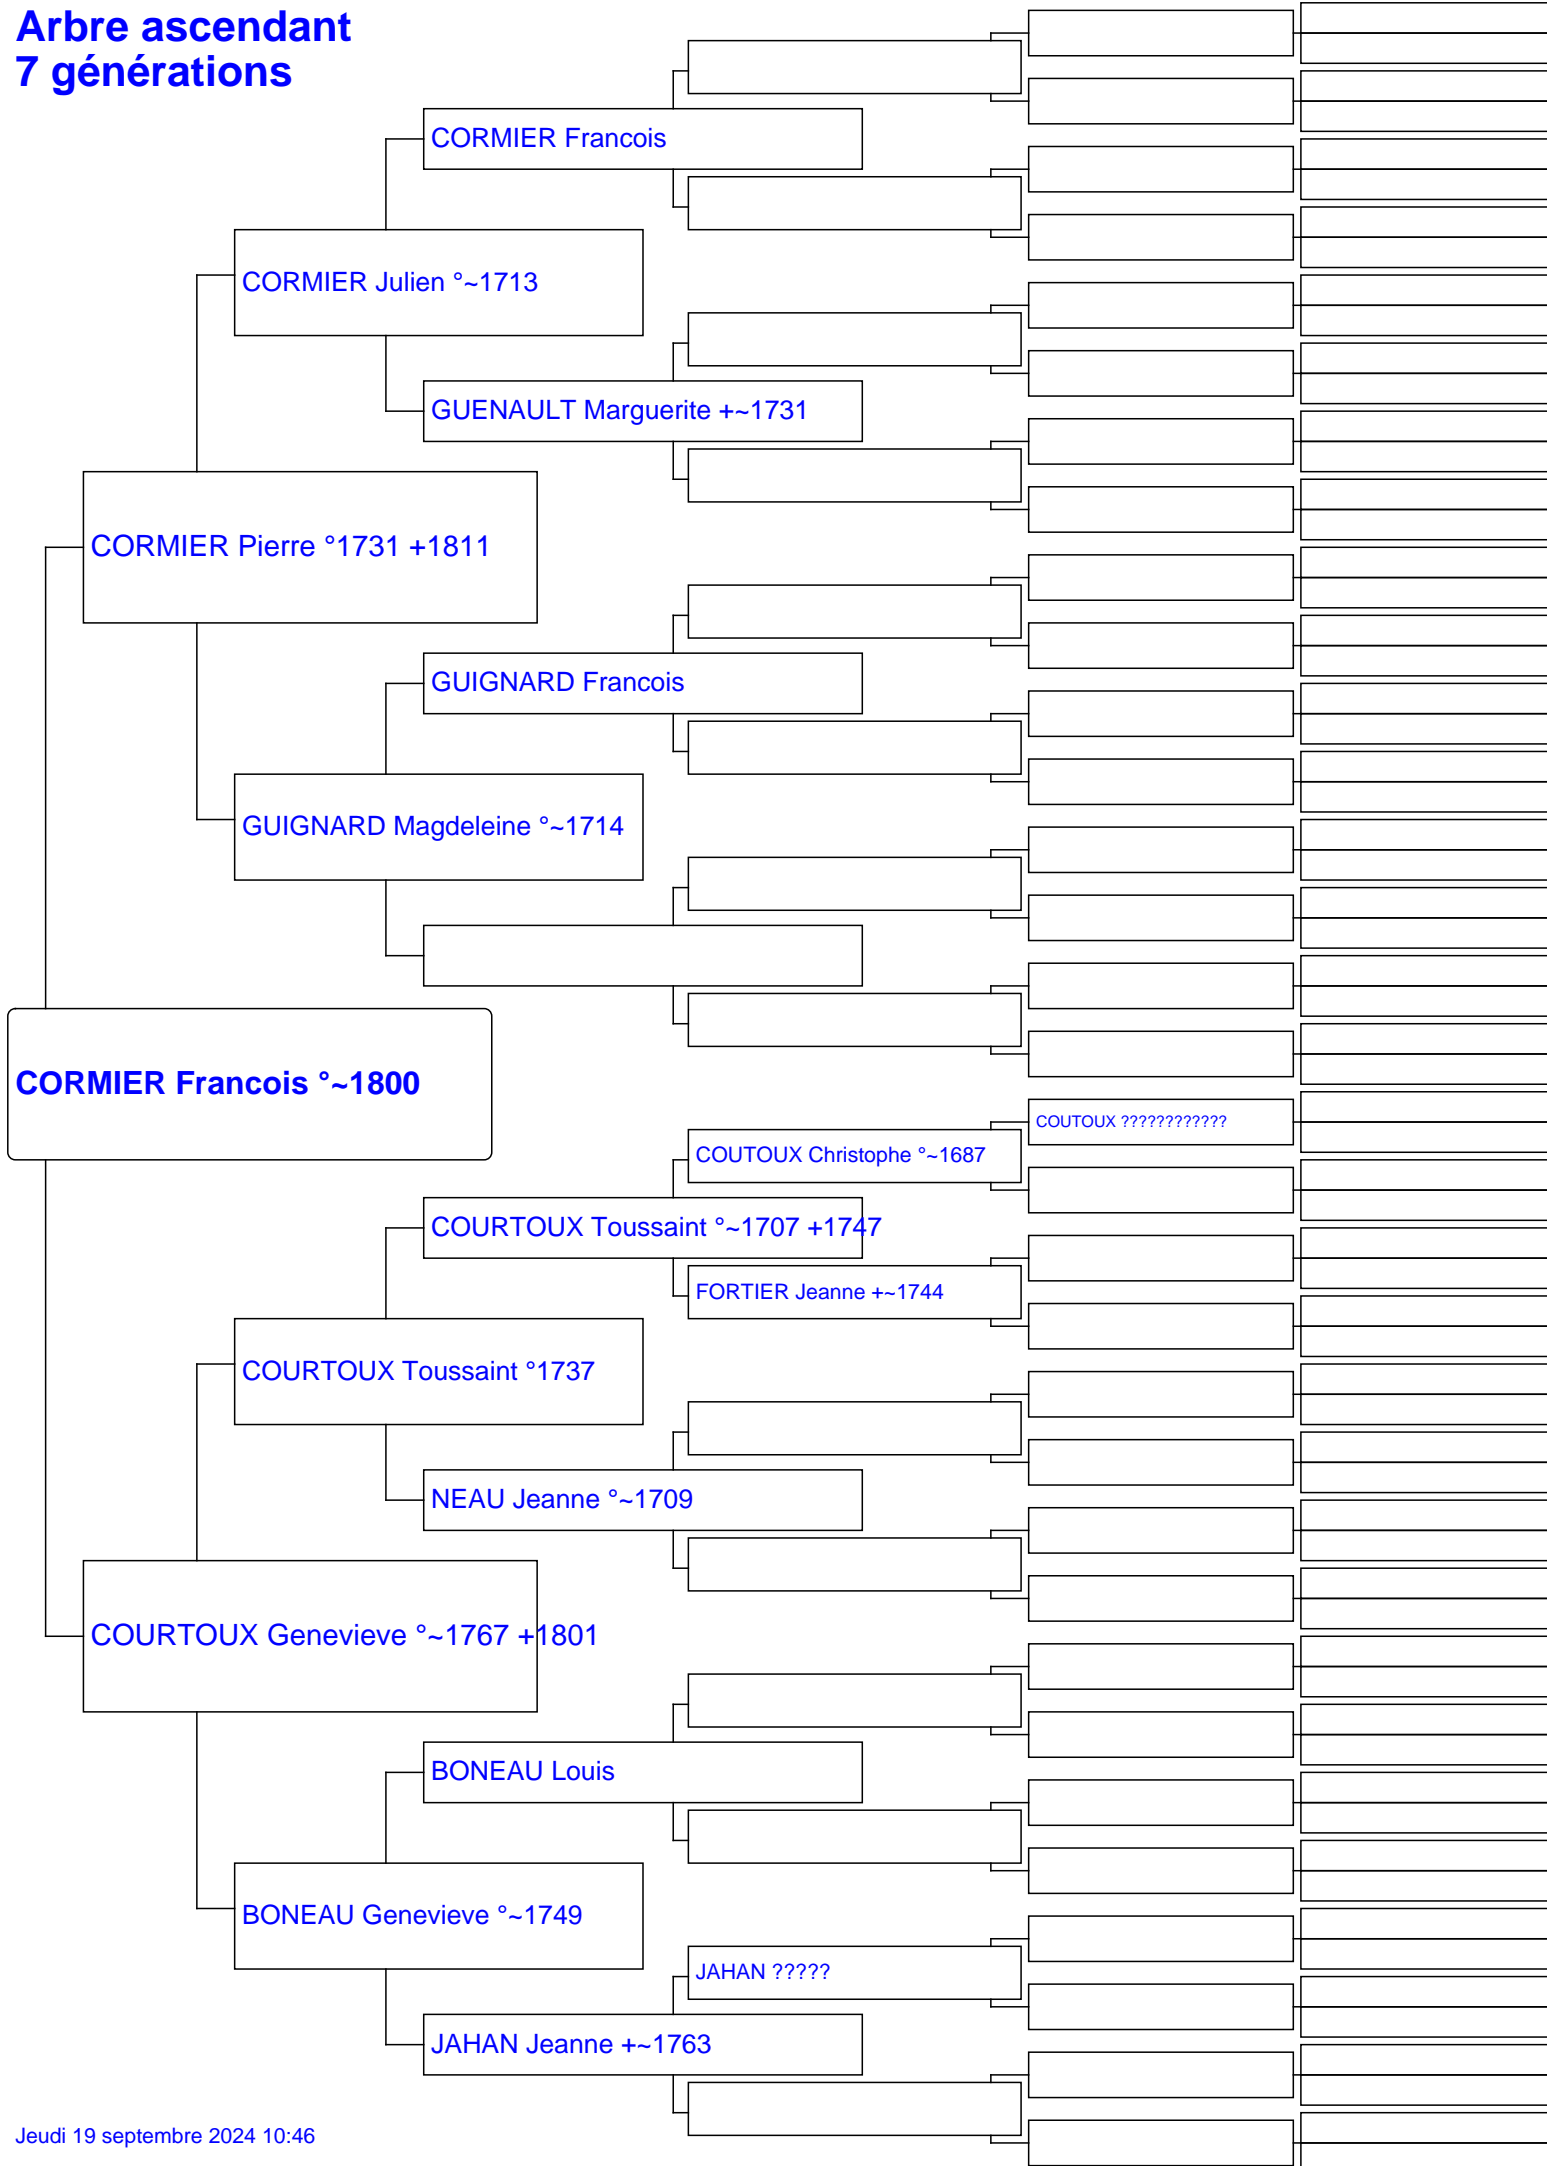 Arbre ascendant
7 générations
CORMIER Francois
CORMIER Julien °~1713
GUENAULT Marguerite +~1731
CORMIER Pierre °1731 +1811
GUIGNARD Francois
GUIGNARD Magdeleine °~1714
CORMIER Francois °~1800
COUTOUX ????????????
COUTOUX Christophe °~1687
COURTOUX Toussaint °~1707 +1747
FORTIER Jeanne +~1744
COURTOUX Toussaint °1737
NEAU Jeanne °~1709
COURTOUX Genevieve °~1767 +1801
BONEAU Louis
BONEAU Genevieve °~1749
JAHAN ?????
JAHAN Jeanne +~1763
Jeudi 19 septembre 2024 10:46